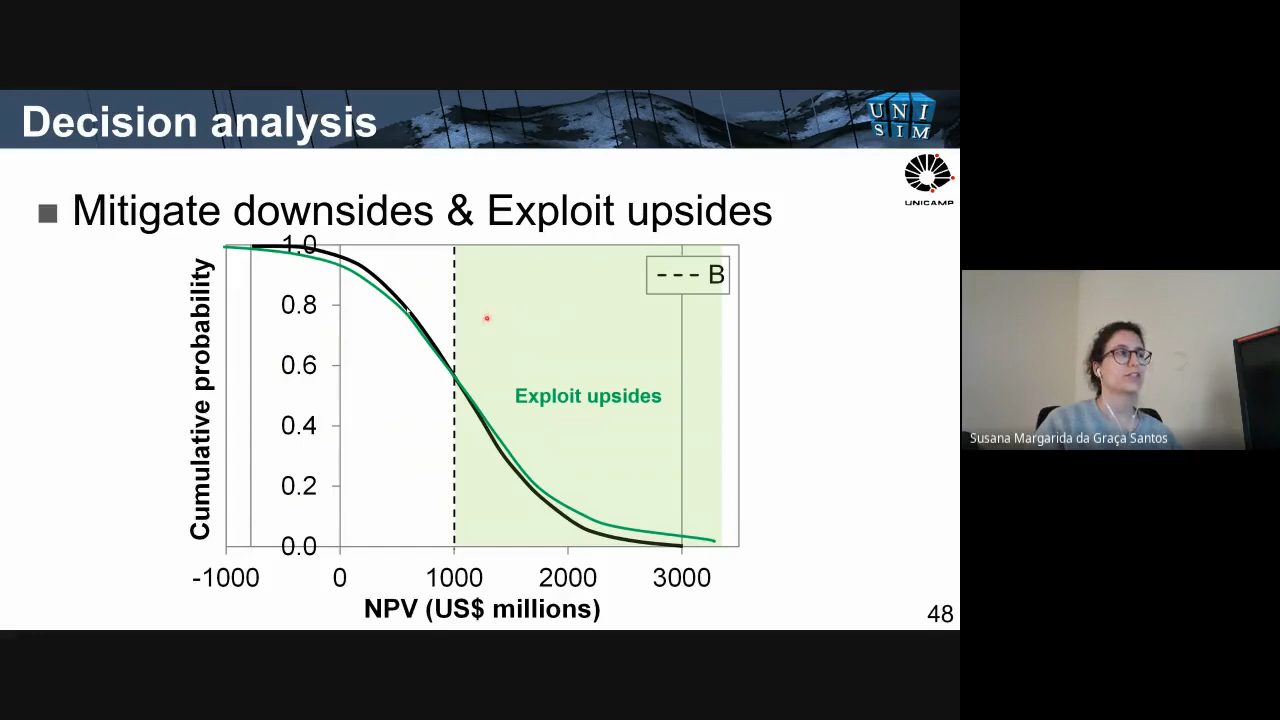 Decision analysis
UNI
SIM
UNICAMP
Mitigate downsides & Exploit upsides
Cumulative probability
1.0
0.8
0.6
0.4
0.2
0.0
B
Exploit upsides
-1000 0 1000 2000 3000
NPV (US$ millions)
48
Susana Margarida da Graça Santos